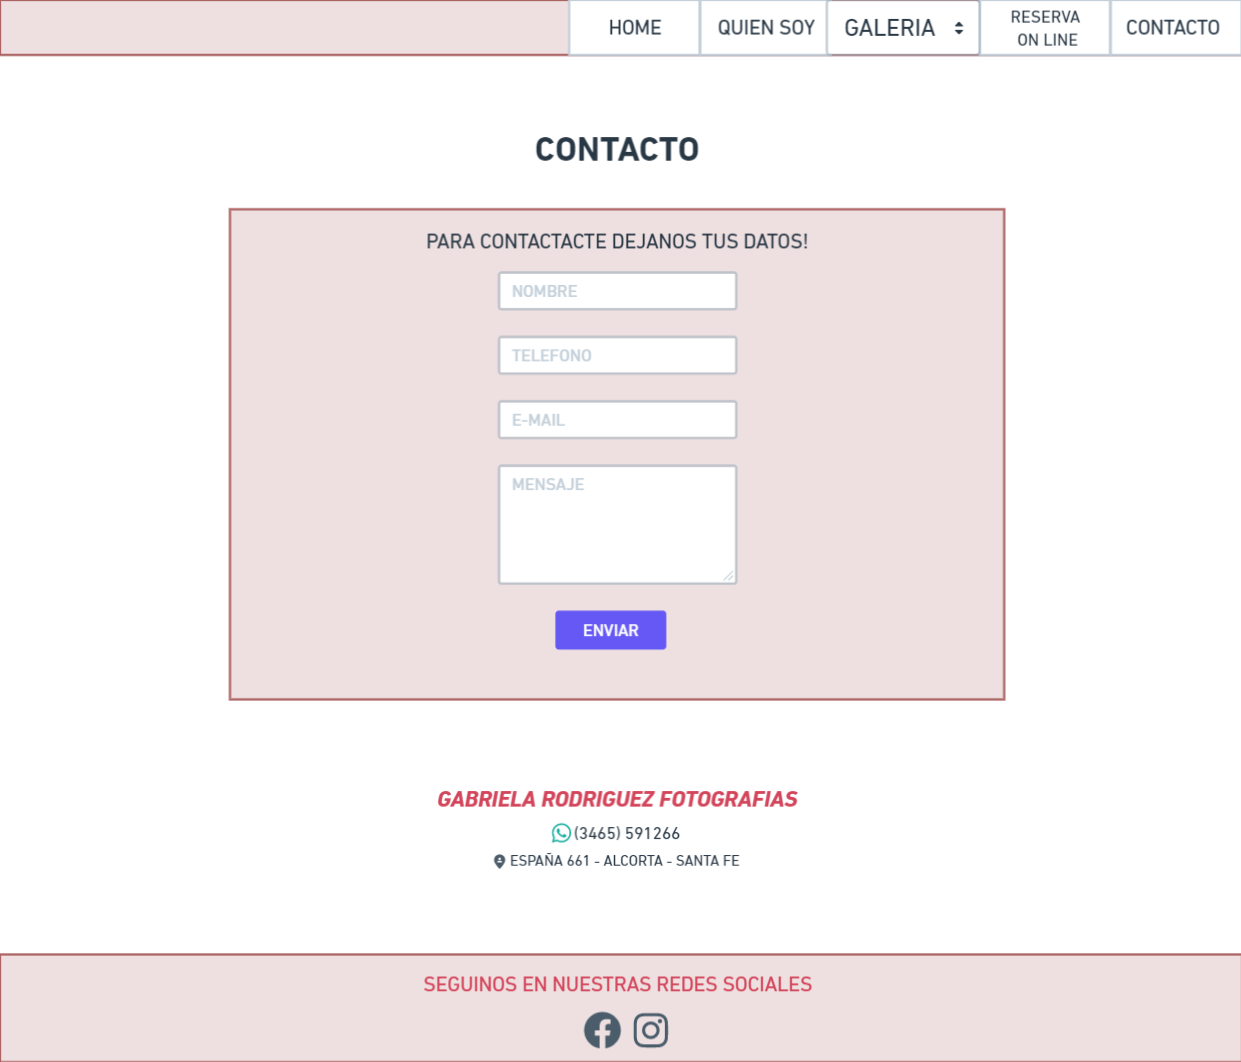 HOME
QUIEN SOY
GALERIA
RESERVA
ON LINE
CONTACTO
CONTACTO
PARA CONTACTACTE DEJANOS TUS DATOS!
NOMBRE
TELEFONO
E-MAIL
MENSAJE
ENVIAR
GABRIELA RODRIGUEZ FOTOGRAFIAS
(3465) 591266
ESPAÑA 661 - ALCORTA - SANTA FE
SEGUINOS EN NUESTRAS REDES SOCIALES